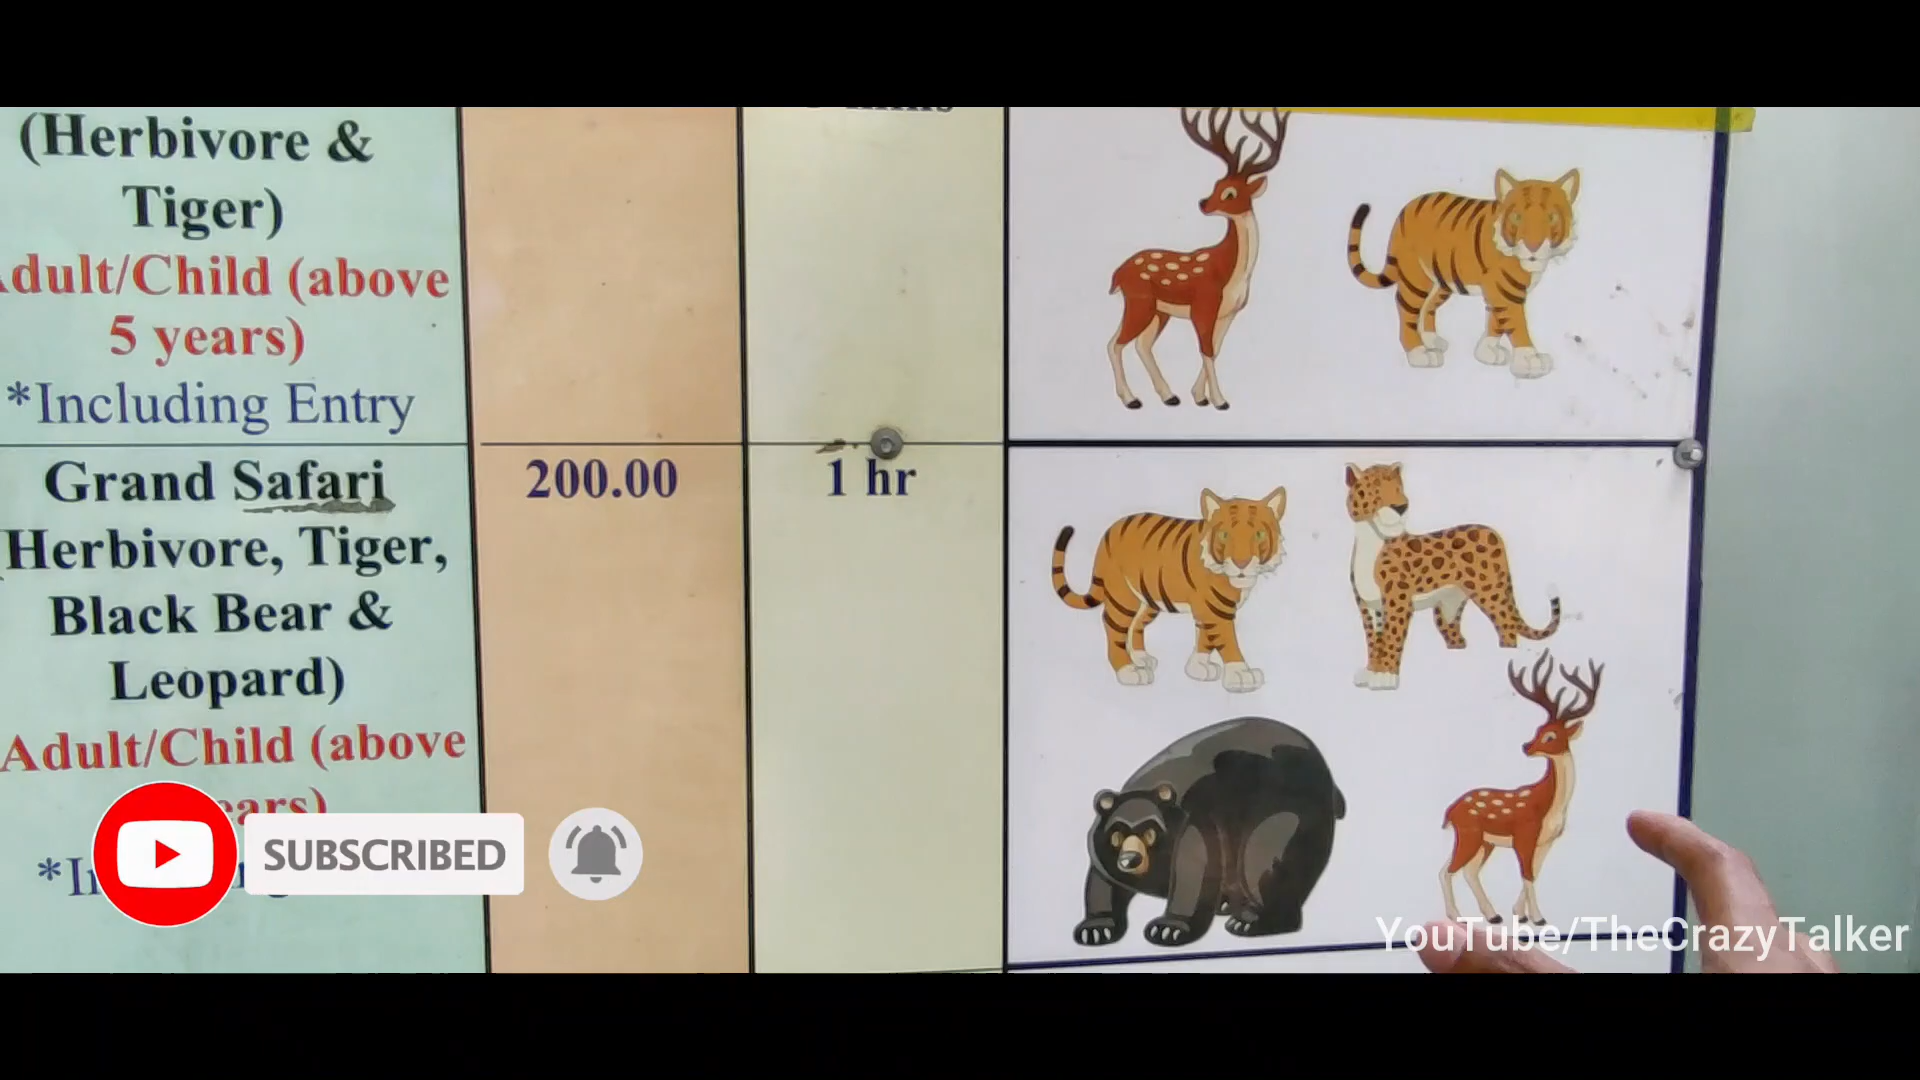 (Herbivore &
Tiger)
Adult/Child (above
5 years)
*Including Entry
Grand Safari
200.00
1 hr
Herbivore, Tiger,
Black Bear &
Leopard)
Adult/Child (above
SUBSCRIBED
YouTube/TheCrazyTalker